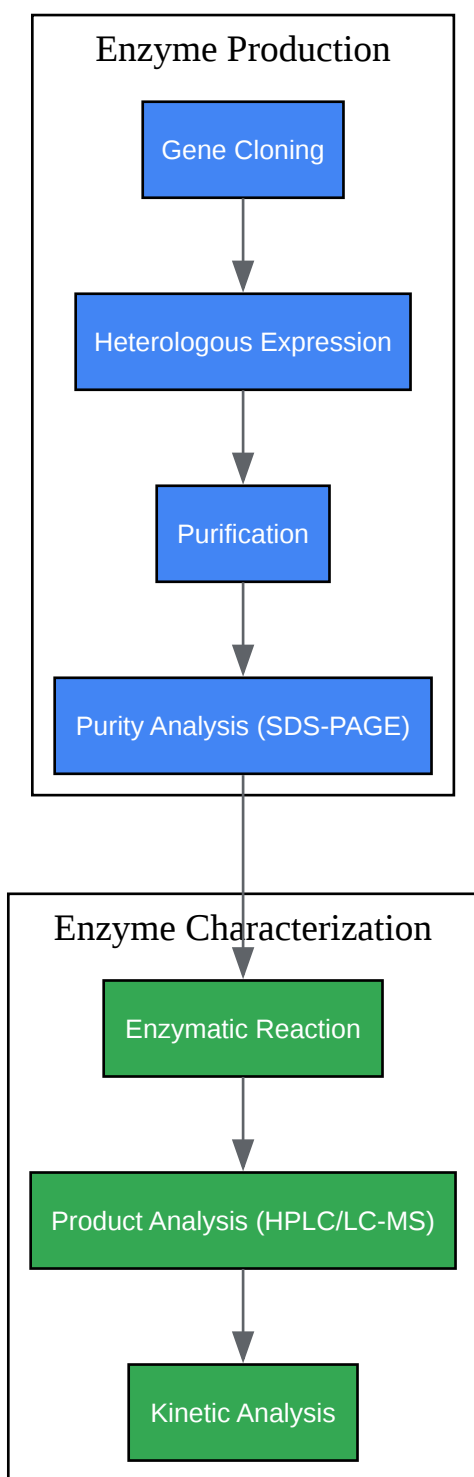 Enzyme Production
Gene Cloning
Heterologous Expression
Purification
Purity Analysis (SDS-PAGE)
Enzyme Characterization
Enzymatic Reaction
Product Analysis (HPLC/LC-MS)
Kinetic Analysis